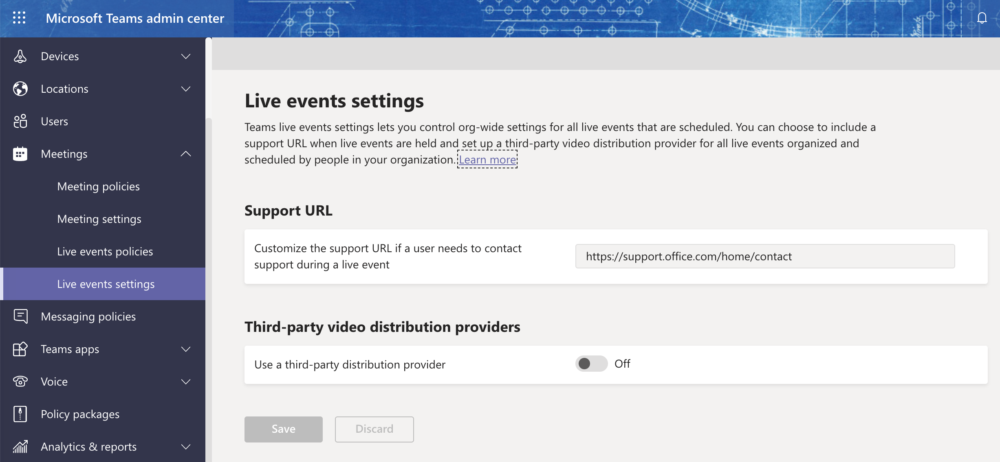 Microsoft Teams admin center
Devices
Locations
Users
Meetings
Meeting policies
Meeting settings
Live events policies
Live events settings
Messaging policies
Teams apps
Voice
Policy packages
Analytics & reports
Live events settings
Teams live events settings lets you control org-wide settings for all live events that are scheduled. You can choose to include a
support URL when live events are held and set up a third-party video distribution provider for all live events organized and
scheduled by people in your organization. Learn more
Support URL
Customize the support URL if a user needs to contact
support during a live event
https://support.office.com/home/contact
Third-party video distribution providers
Use a third-party distribution provider
Off
Save
Discard